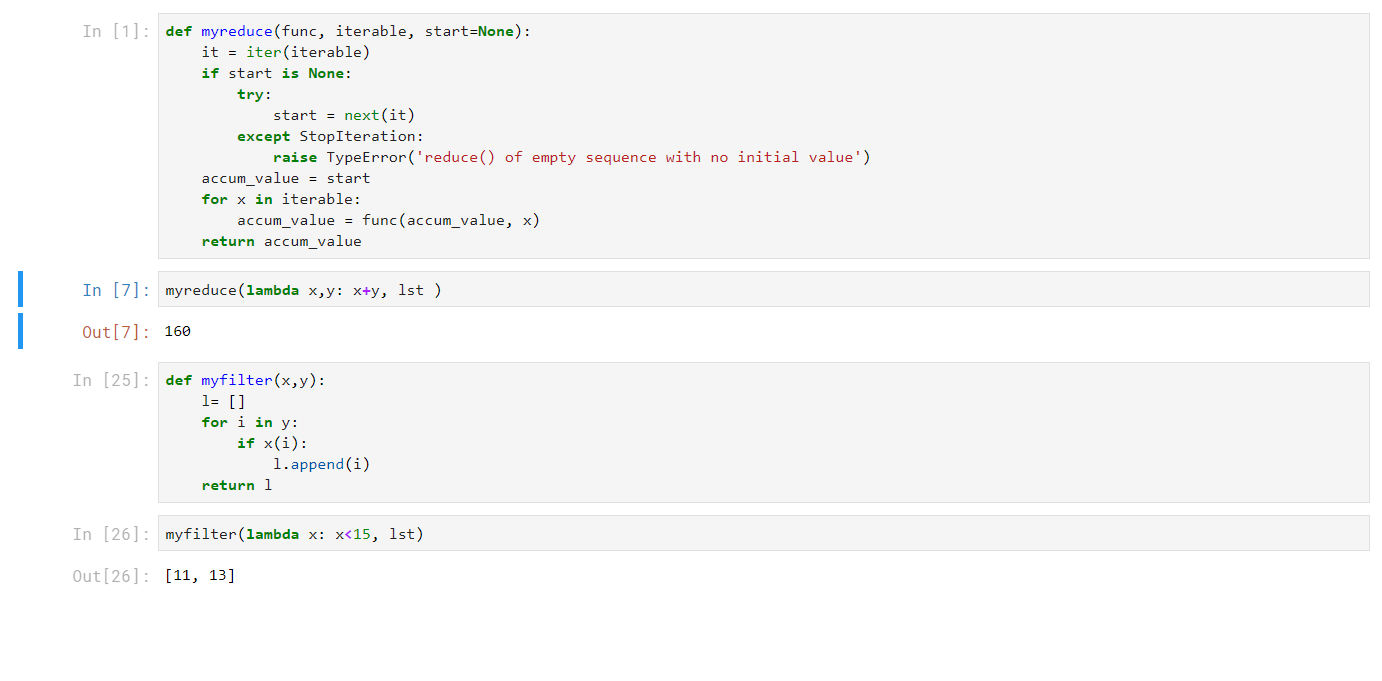 In [1]: def myreduce(func, iterable, start=None):
    it = iter(iterable)
    if start is None:
        try:
            start = next(it)
        except StopIteration:
            raise TypeError('reduce() of empty sequence with no initial value')
    accum_value = start
    for x in iterable:
        accum_value = func(accum_value, x)
    return accum_value
In [7]: myreduce(lambda x,y: x+y, lst )
Out[7]: 160
In [25]: def myfilter(x,y):
    l= []
    for i in y:
        if x(i):
            l.append(i)
    return l
In [26]: myfilter(lambda x: x<15, lst)
Out[26]: [11, 13]